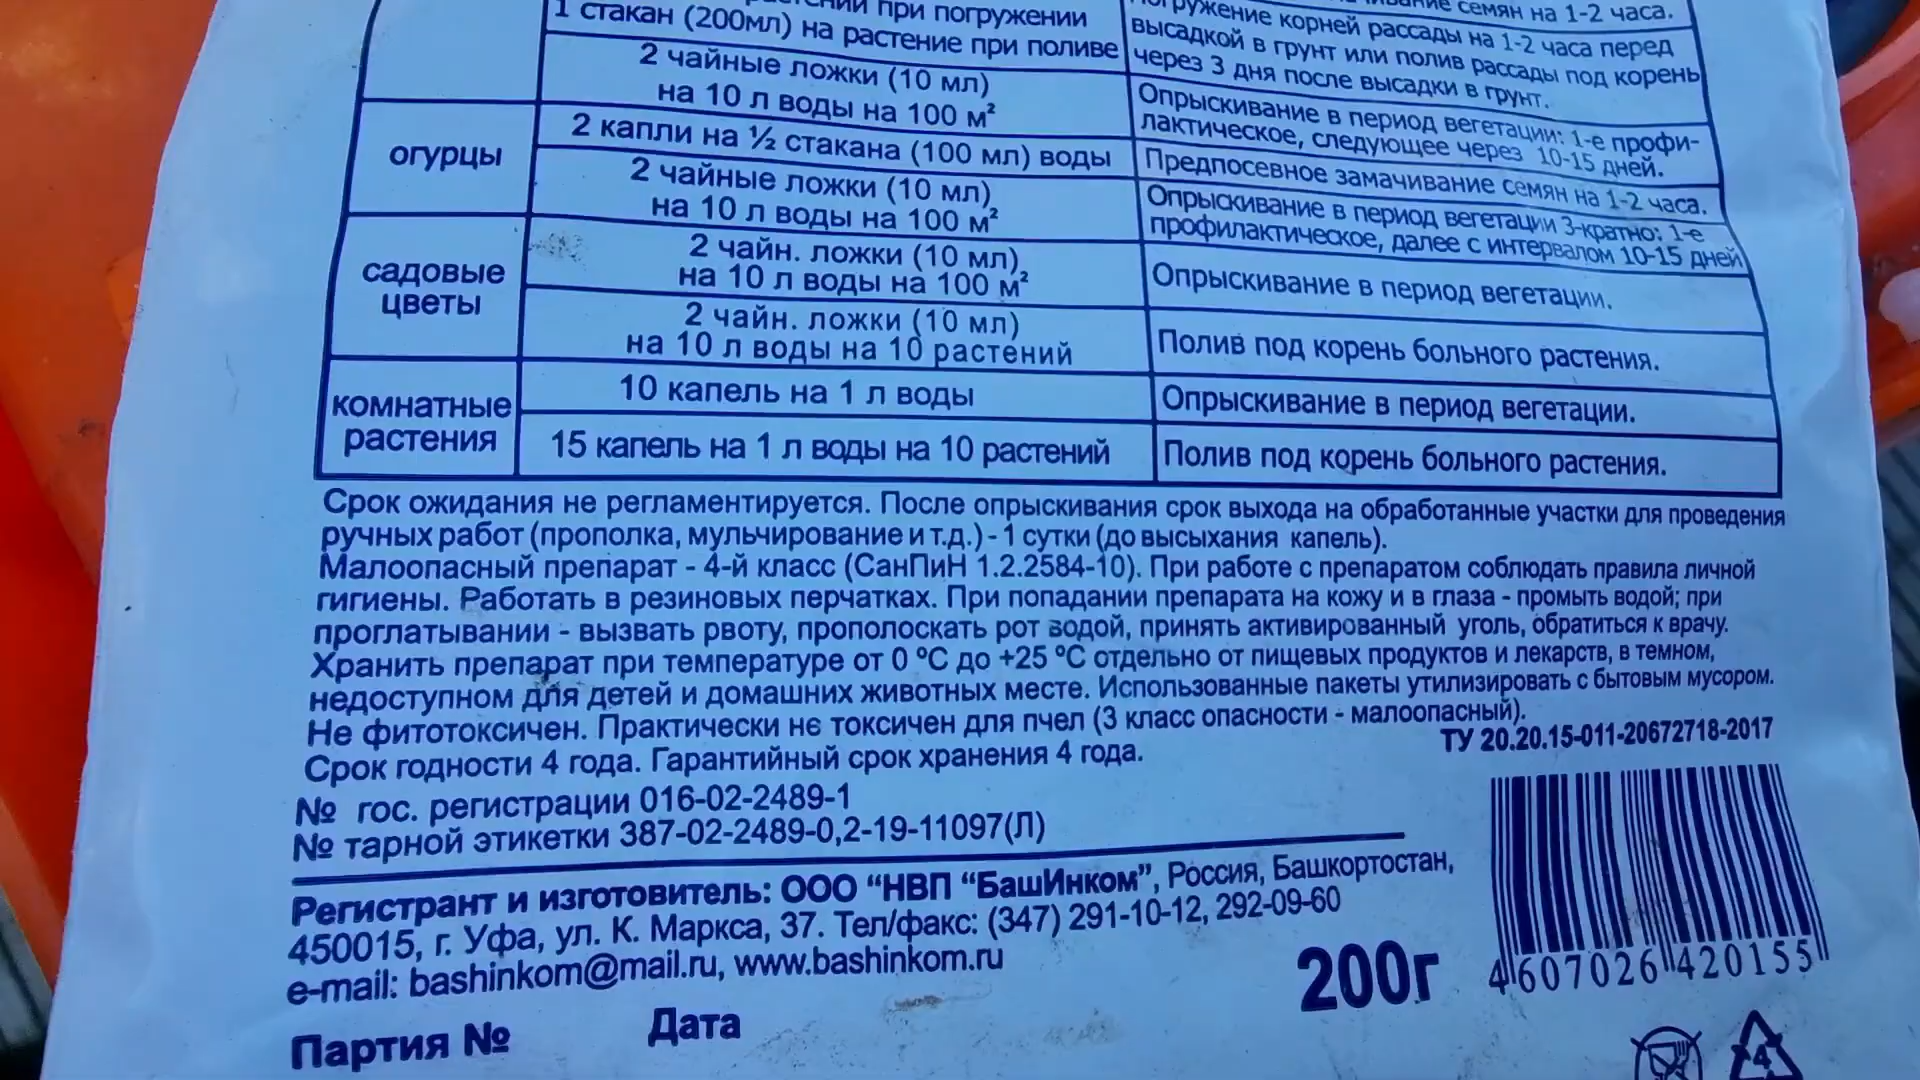 при погружении
1 стакан (200мл) на растение при поливе
семян на 1-2 часа.
погружение корней рассады на 1-2 часа перед
высадкой в грунт или полив рассады под корень
через 3 дня после высадки в грунт.
2 чайные ложки (10 мл)
на 10 л воды на 100 м²
Опрыскивание в период вегетации: 1-е профи-
лактическое, следующее через 10-15 дней.
огурцы
2 капли на ½ стакана (100 мл) воды
Предпосевное замачивание семян на 1-2 часа.
2 чайные ложки (10 мл)
на 10 л воды на 100 м²
Опрыскивание в период вегетации 3-кратно: 1-е
профилактическое, далее с интервалом 10-15 дней
садовые
цветы
2 чайн. ложки (10 мл)
на 10 л воды на 100 м²
Опрыскивание в период вегетации.
2 чайн. ложки (10 мл)
на 10 л воды на 10 растений
Полив под корень больного растения.
комнатные
растения
10 капель на 1 л воды
Опрыскивание в период вегетации.
15 капель на 1 л воды на 10 растений
Полив под корень больного растения.
Срок ожидания не регламентируется. После опрыскивания срок выхода на обработанные участки для проведения
ручных работ (прополка, мульчирование и т.д.) - 1 сутки (до высыхания капель).
Малоопасный препарат - 4-й класс (СанПиН 1.2.2584-10). При работе с препаратом соблюдать правила личной
гигиены. Работать в резиновых перчатках. При попадании препарата на кожу и в глаза - промыть водой; при
проглатывании - вызвать рвоту, прополоскать рот водой, принять активированный уголь, обратиться к врачу.
Хранить препарат при температуре от 0 °С до +25 °С отдельно от пищевых продуктов и лекарств, в темном,
недоступном для детей и домашних животных месте. Использованные пакеты утилизировать с бытовым мусором.
Не фитотоксичен. Практически не токсичен для пчел (3 класс опасности - малоопасный).
Срок годности 4 года. Гарантийный срок хранения 4 года.
ТУ 20.20.15-011-20672718-2017
№ гос. регистрации 016-02-2489-1
№ тарной этикетки 387-02-2489-0,2-19-11097(Л)
Регистрант и изготовитель: ООО “НВП “БашИнком”, Россия, Башкортостан,
450015, г. Уфа, ул. К. Маркса, 37. Тел/факс: (347) 291-10-12, 292-09-60
e-mail: bashinkom@mail.ru, www.bashinkom.ru
200г
4 607026 420155
Партия №
Дата
4